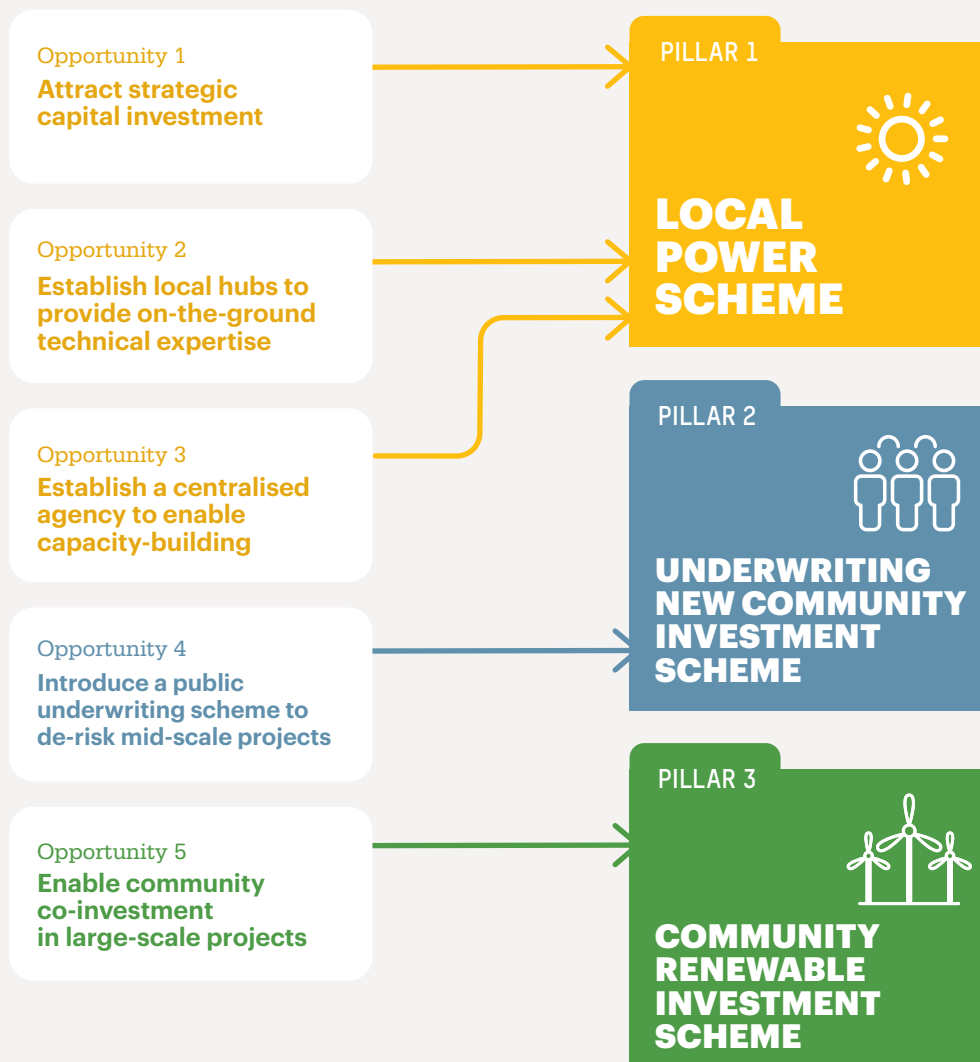 Opportunity 1
Attract strategic
capital investment
Opportunity 2
Establish local hubs to
provide on-the-ground
technical expertise
Opportunity 3
Establish a centralised
agency to enable
capacity-building
Opportunity 4
Introduce a public
underwriting scheme to
de-risk mid-scale projects
Opportunity 5
Enable community
co-investment
in large-scale projects
PILLAR 1
LOCAL
POWER
SCHEME
PILLAR 2
UNDERWRITING
NEW COMMUNITY
INVESTMENT
SCHEME
PILLAR 3
COMMUNITY
RENEWABLE
INVESTMENT
SCHEME